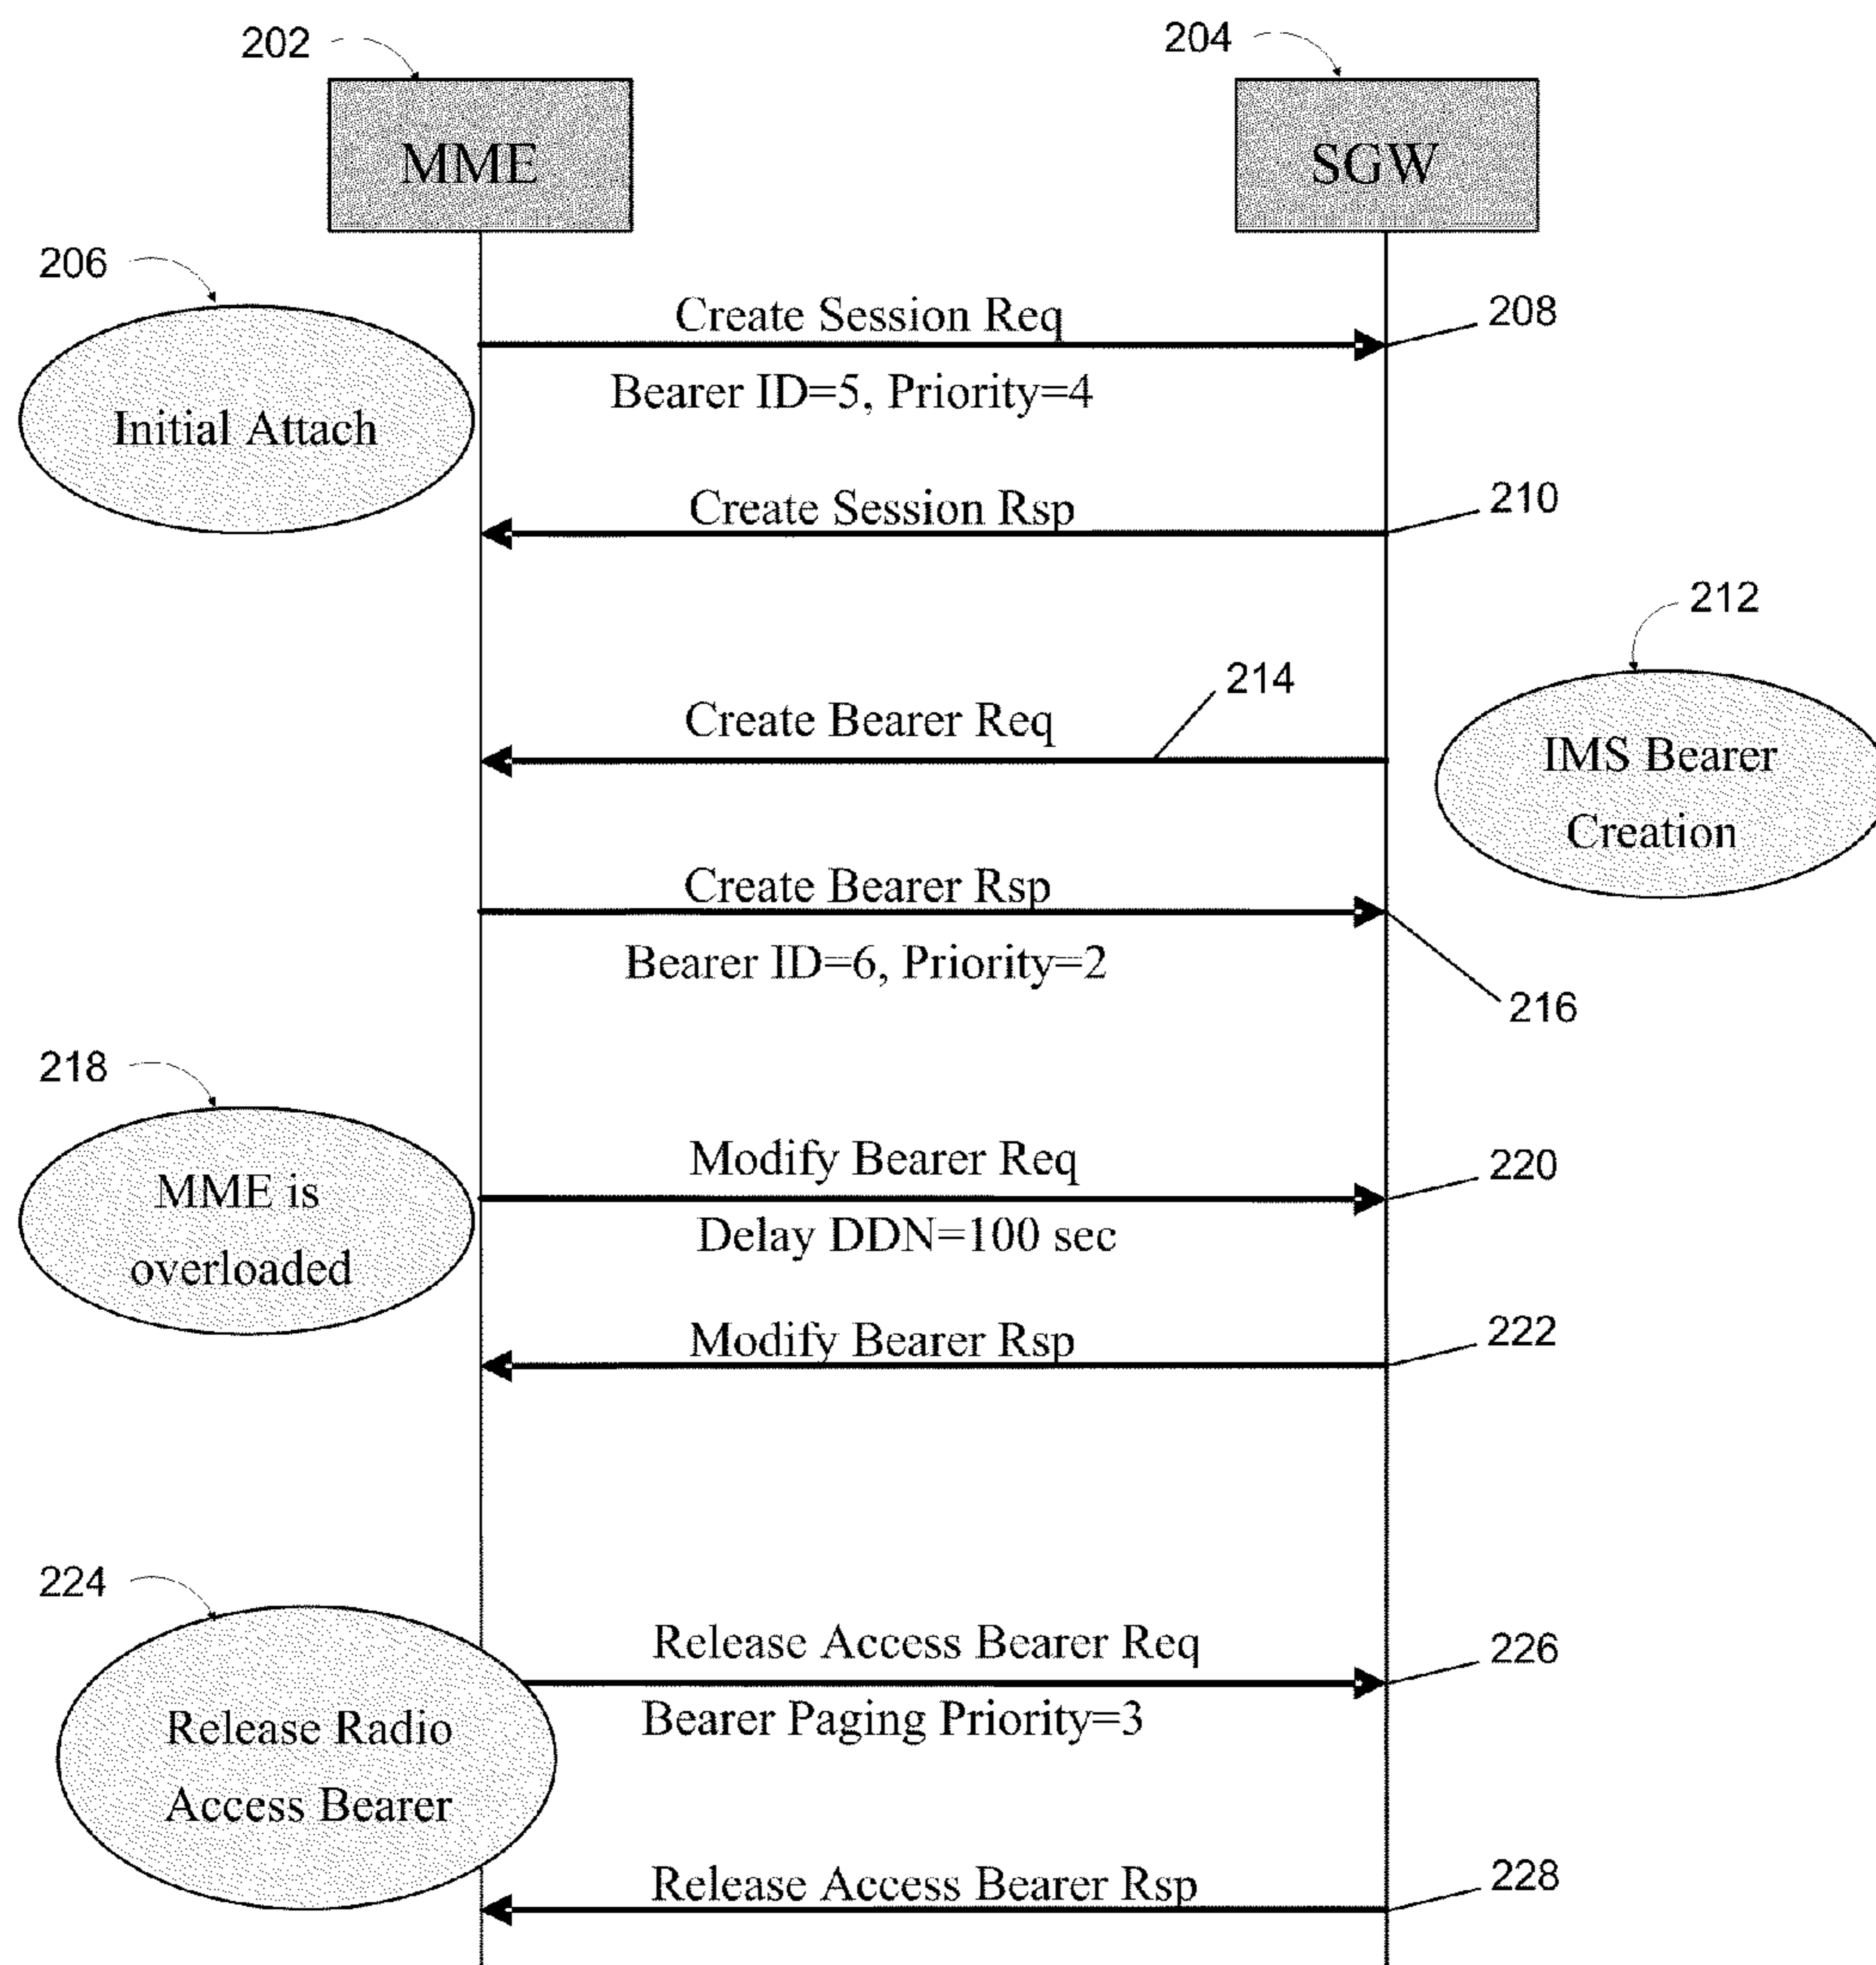 202
204
MME
SGW
206
Create Session Req
208
Bearer ID=5, Priority=4
Initial Attach
Create Session Rsp
210
212
214
Create Bearer Req
IMS Bearer
Creation
Create Bearer Rsp
Bearer ID=6, Priority=2
216
218
Modify Bearer Req
220
MME is
overloaded
Delay DDN=100 sec
Modify Bearer Rsp
222
224
Release Access Bearer Req
226
Bearer Paging Priority=3
Release Radio
Access Bearer
Release Access Bearer Rsp
228